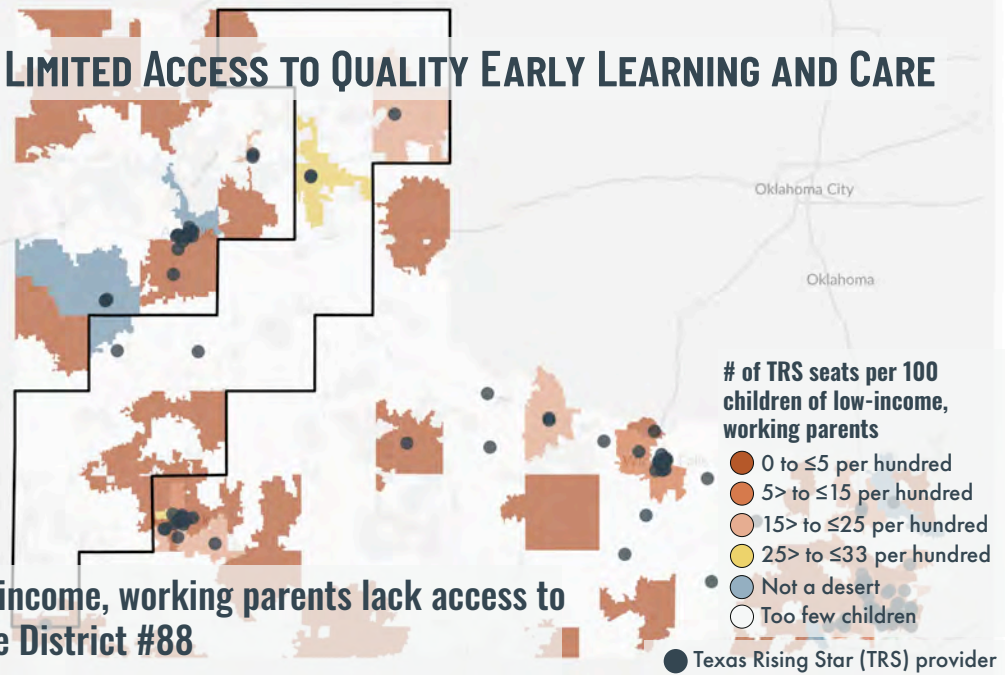 LIMITED ACCESS TO QUALITY EARLY LEARNING AND CARE
Oklahoma City
Oklahoma
# of TRS seats per 100
children of low-income,
working parents
0 to ≤5 per hundred
5> to ≤15 per hundred
15> to ≤25 per hundred
25> to ≤33 per hundred
Not a desert
Too few children
Texas Rising Star (TRS) provider
income, working parents lack access to
e District #88